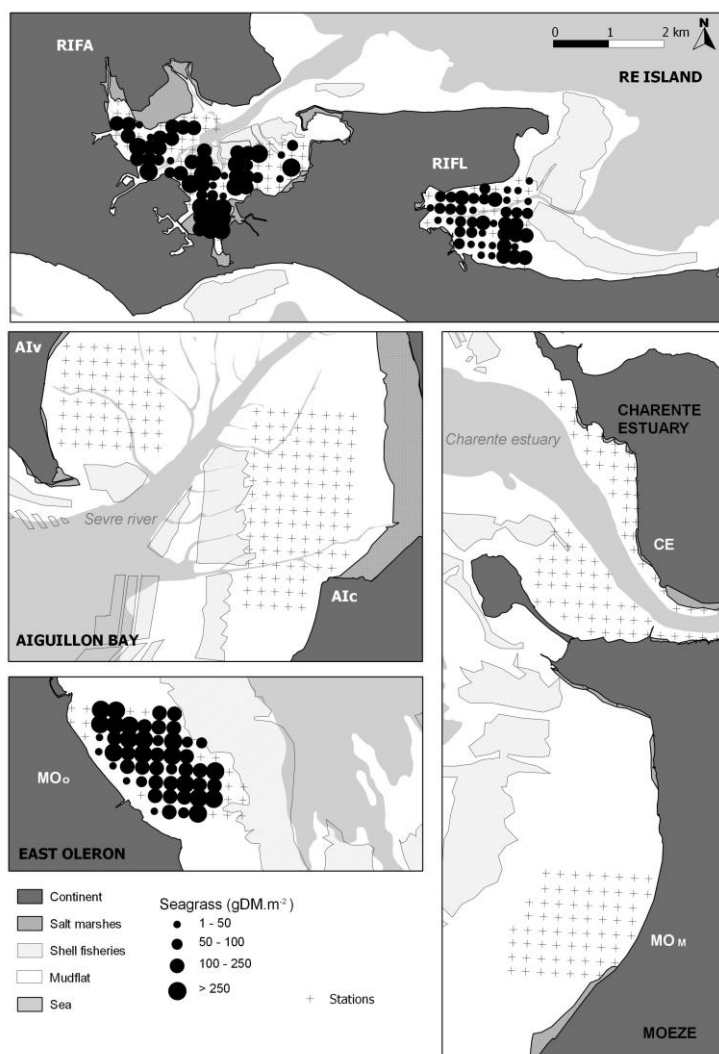 RIFA
0 1 2 km
N
RE ISLAND
RIFL
AIv
Sevre river
AIc
AIGUILLON BAY
CHARENTE
ESTUARY
Charente estuary
CE
MOo
EAST OLERON
MO M
MOEZE
Continent
Salt marshes
Shell fisheries
Mudflat
Sea
Seagrass (gDM.m⁻²)
1 - 50
50 - 100
100 - 250
> 250
Stations